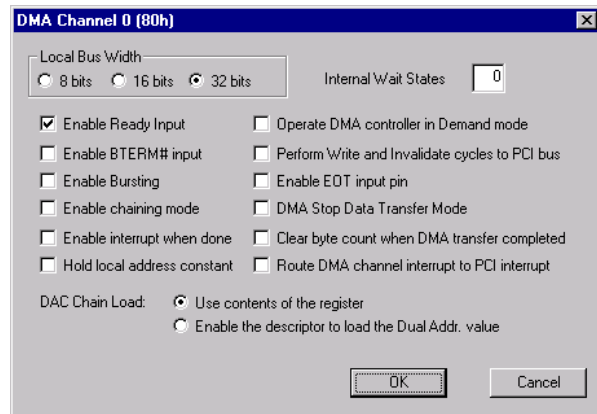 DMA Channel 0 (80h)
Local Bus Width
8 bits 16 bits 32 bits
Internal Wait States 0
Enable Ready Input Operate DMA controller in Demand mode
Enable BTERM# input Perform Write and Invalidate cycles to PCI bus
Enable Bursting Enable EOT input pin
Enable chaining mode DMA Stop Data Transfer Mode
Enable interrupt when done Clear byte count when DMA transfer completed
Hold local address constant Route DMA channel interrupt to PCI interrupt
DAC Chain Load: Use contents of the register
Enable the descriptor to load the Dual Addr. value
OK Cancel